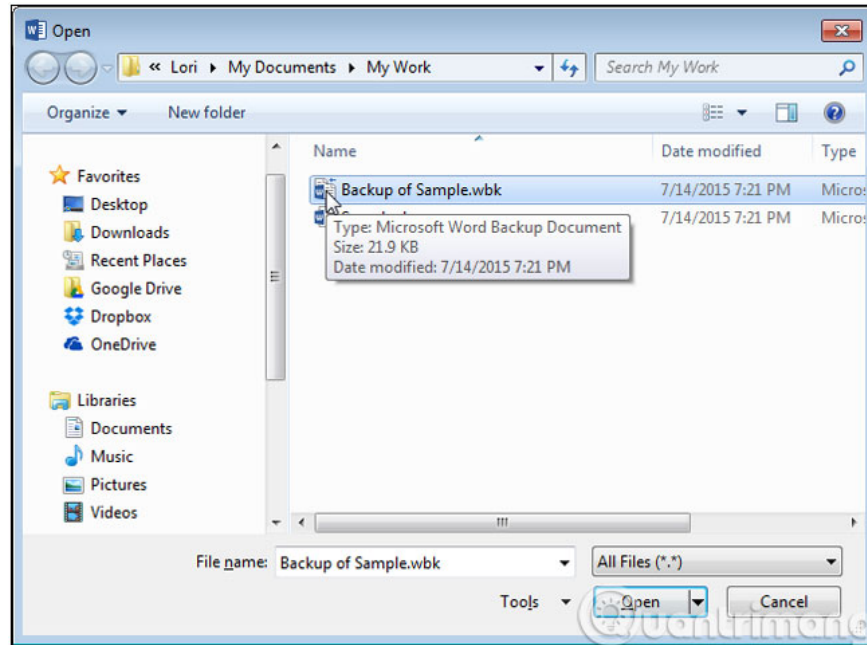 Open
« Lori ▸ My Documents ▸ My Work
Search My Work
Organize
New folder
Name
Date modified
Type
Favorites
Desktop
Downloads
Recent Places
Google Drive
Dropbox
OneDrive
Libraries
Documents
Music
Pictures
Videos
Backup of Sample.wbk
7/14/2015 7:21 PM
7/14/2015 7:21 PM
Type: Microsoft Word Backup Document
Size: 21.9 KB
Date modified: 7/14/2015 7:21 PM
File name:
Backup of Sample.wbk
All Files (*.*)
Tools
Open
Cancel